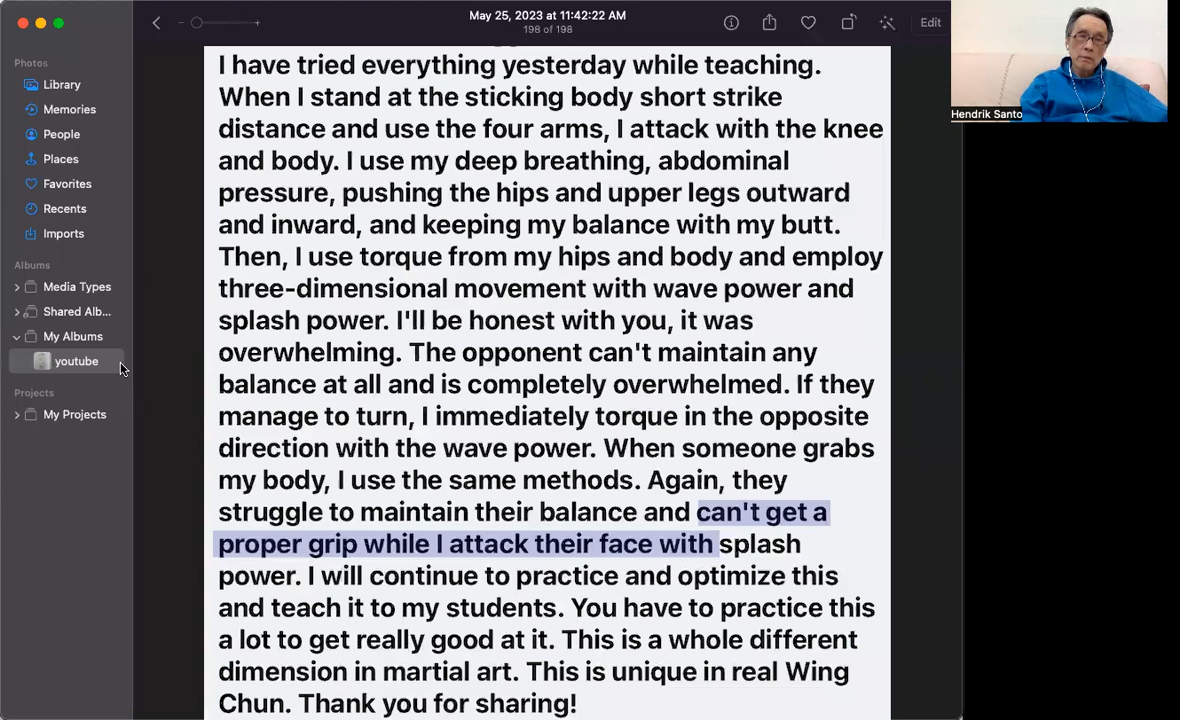 May 25, 2023 at 11:42:22 AM
198 of 198
Edit
Photos
Library
Memories
People
Places
Favorites
Recents
Imports
Albums
Media Types
Shared Alb...
My Albums
youtube
Projects
My Projects
I have tried everything yesterday while teaching.
When I stand at the sticking body short strike
distance and use the four arms, I attack with the knee
and body. I use my deep breathing, abdominal
pressure, pushing the hips and upper legs outward
and inward, and keeping my balance with my butt.
Then, I use torque from my hips and body and employ
three-dimensional movement with wave power and
splash power. I'll be honest with you, it was
overwhelming. The opponent can't maintain any
balance at all and is completely overwhelmed. If they
manage to turn, I immediately torque in the opposite
direction with the wave power. When someone grabs
my body, I use the same methods. Again, they
struggle to maintain their balance and can't get a
proper grip while I attack their face with splash
power. I will continue to practice and optimize this
and teach it to my students. You have to practice this
a lot to get really good at it. This is a whole different
dimension in martial art. This is unique in real Wing
Chun. Thank you for sharing!
Hendrik Santo